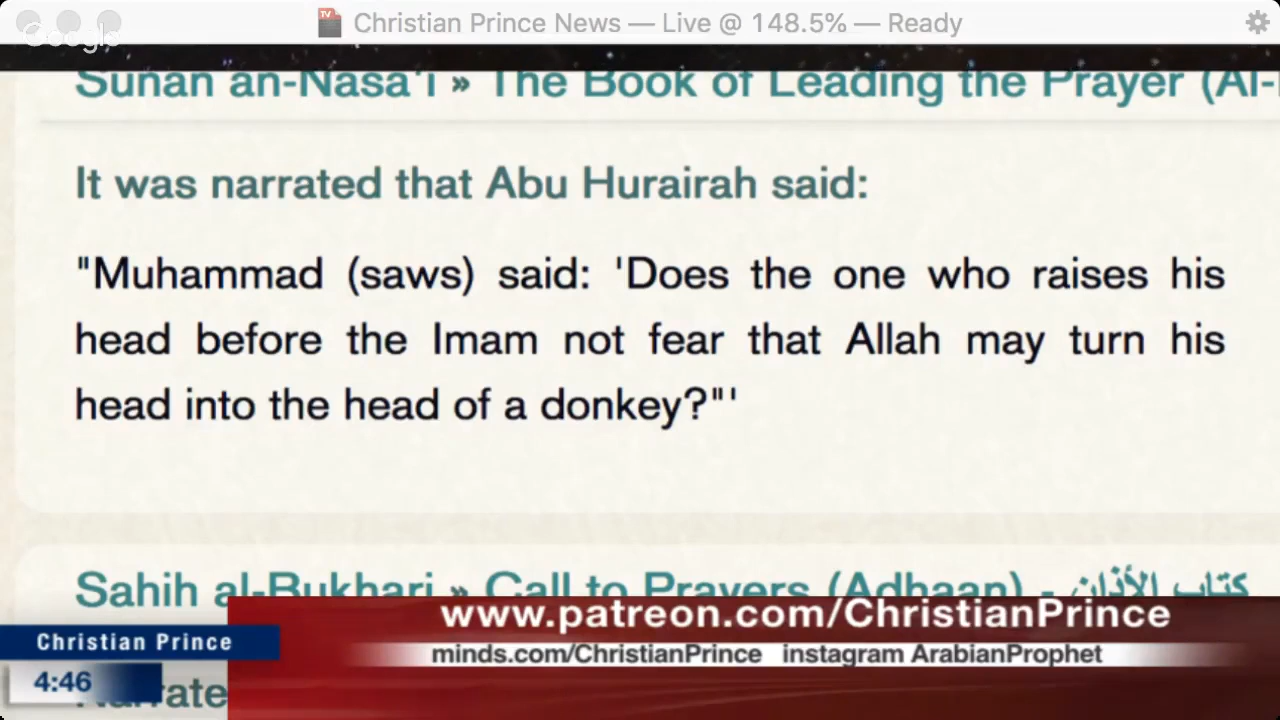 Christian Prince News — Live @ 148.5% — Ready
Google
Sunan an-Nasa'i » The Book of Leading the Prayer (Al-
It was narrated that Abu Hurairah said:
"Muhammad (saws) said: 'Does the one who raises his
head before the Imam not fear that Allah may turn his
head into the head of a donkey?"'
Sahih al-Bukhari » Call to Prayers (Adhaan) - كتاب الأذان
www.patreon.com/ChristianPrince
Christian Prince
minds.com/ChristianPrince instagram ArabianProphet
4:46